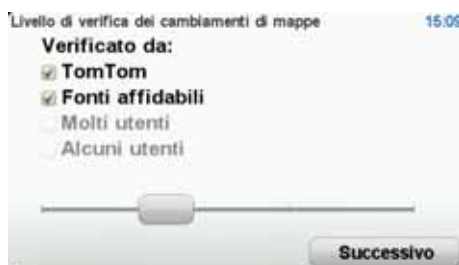 Livello di verifica dei cambiamenti di mappe 15:09
Verificato da:
TomTom
Fonti affidabili
Molti utenti
Alcuni utenti
Successivo